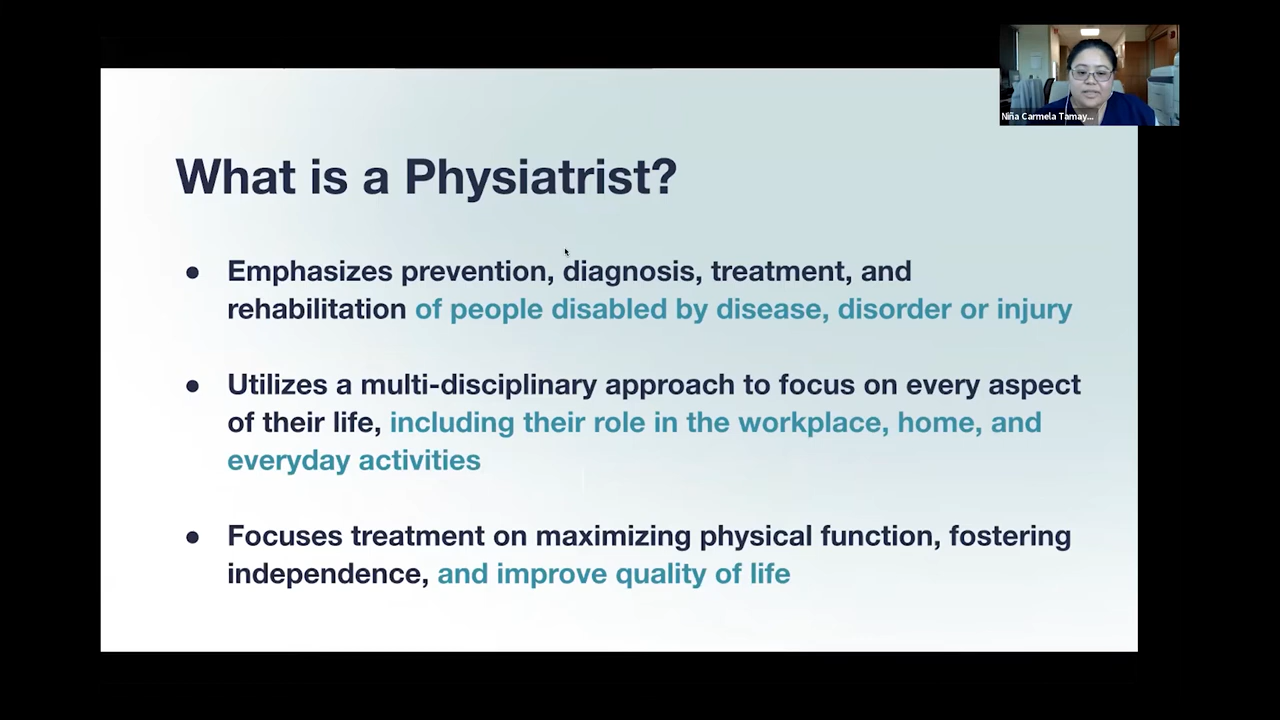 Niña Carmela Tamay...
What is a Physiatrist?
● Emphasizes prevention, diagnosis, treatment, and
rehabilitation of people disabled by disease, disorder or injury
● Utilizes a multi-disciplinary approach to focus on every aspect
of their life, including their role in the workplace, home, and
everyday activities
● Focuses treatment on maximizing physical function, fostering
independence, and improve quality of life